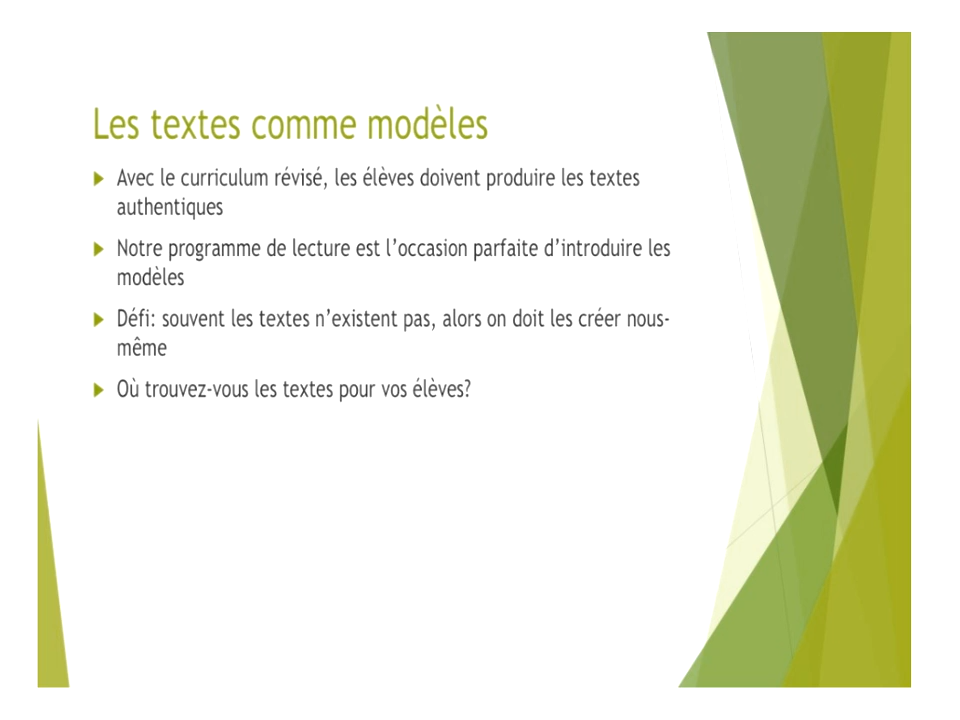 Les textes comme modèles
Avec le curriculum révisé, les élèves doivent produire les textes
authentiques
Notre programme de lecture est l’occasion parfaite d’introduire les
modèles
Défi: souvent les textes n’existent pas, alors on doit les créer nous-
même
Où trouvez-vous les textes pour vos élèves?